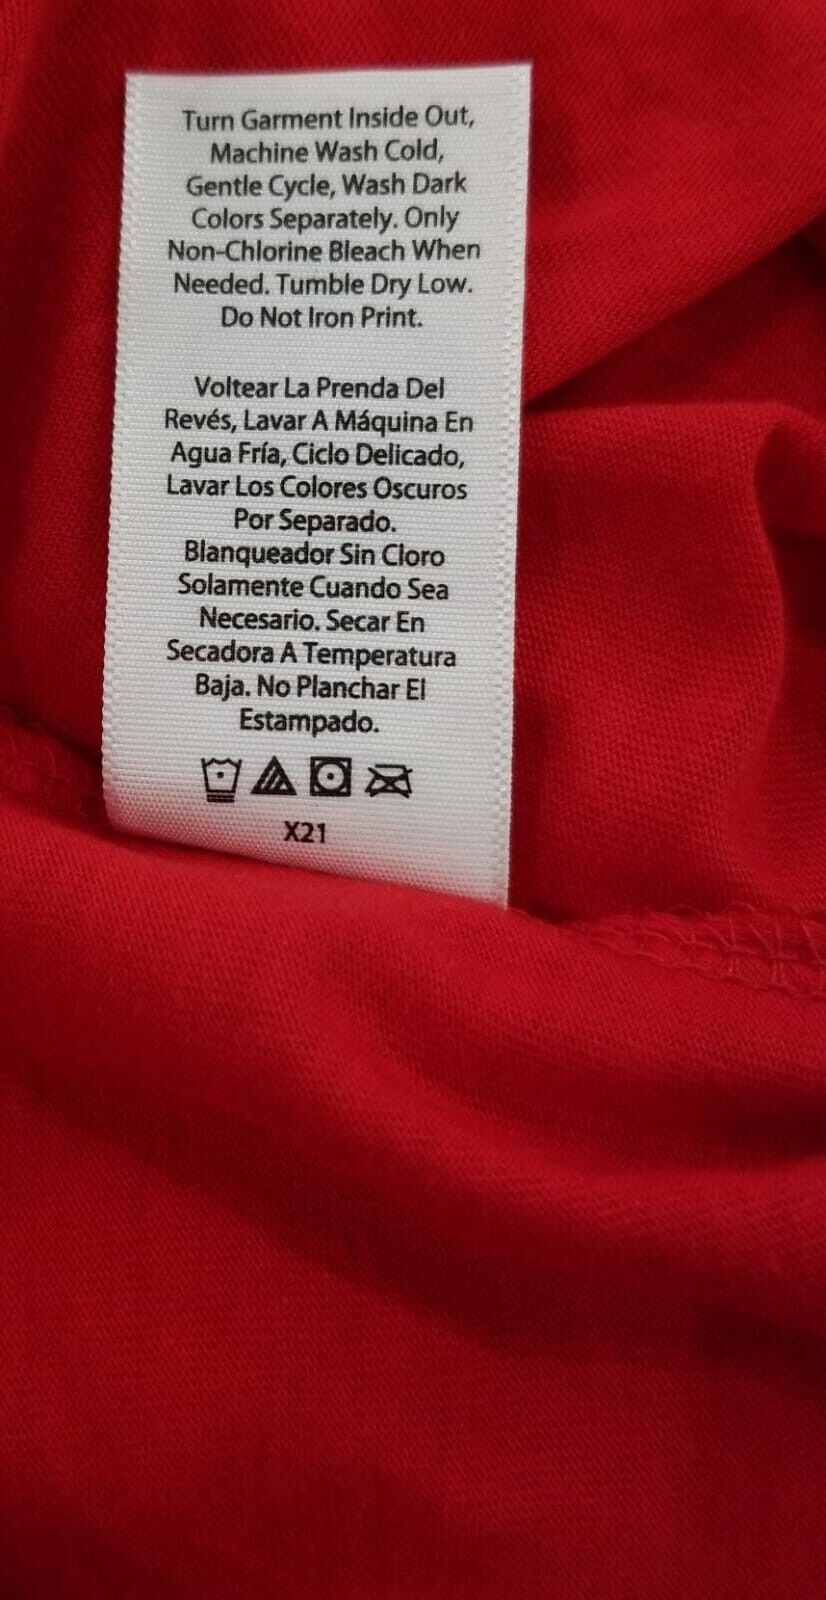 Turn Garment Inside Out,
Machine Wash Cold,
Gentle Cycle, Wash Dark
Colors Separately. Only
Non-Chlorine Bleach When
Needed. Tumble Dry Low.
Do Not Iron Print.
Voltear La Prenda Del
Revés, Lavar A Máquina En
Agua Fría, Ciclo Delicado,
Lavar Los Colores Oscuros
Por Separado.
Blanqueador Sin Cloro
Solamente Cuando Sea
Necesario. Secar En
Secadora A Temperatura
Baja. No Planchar El
Estampado.
X21